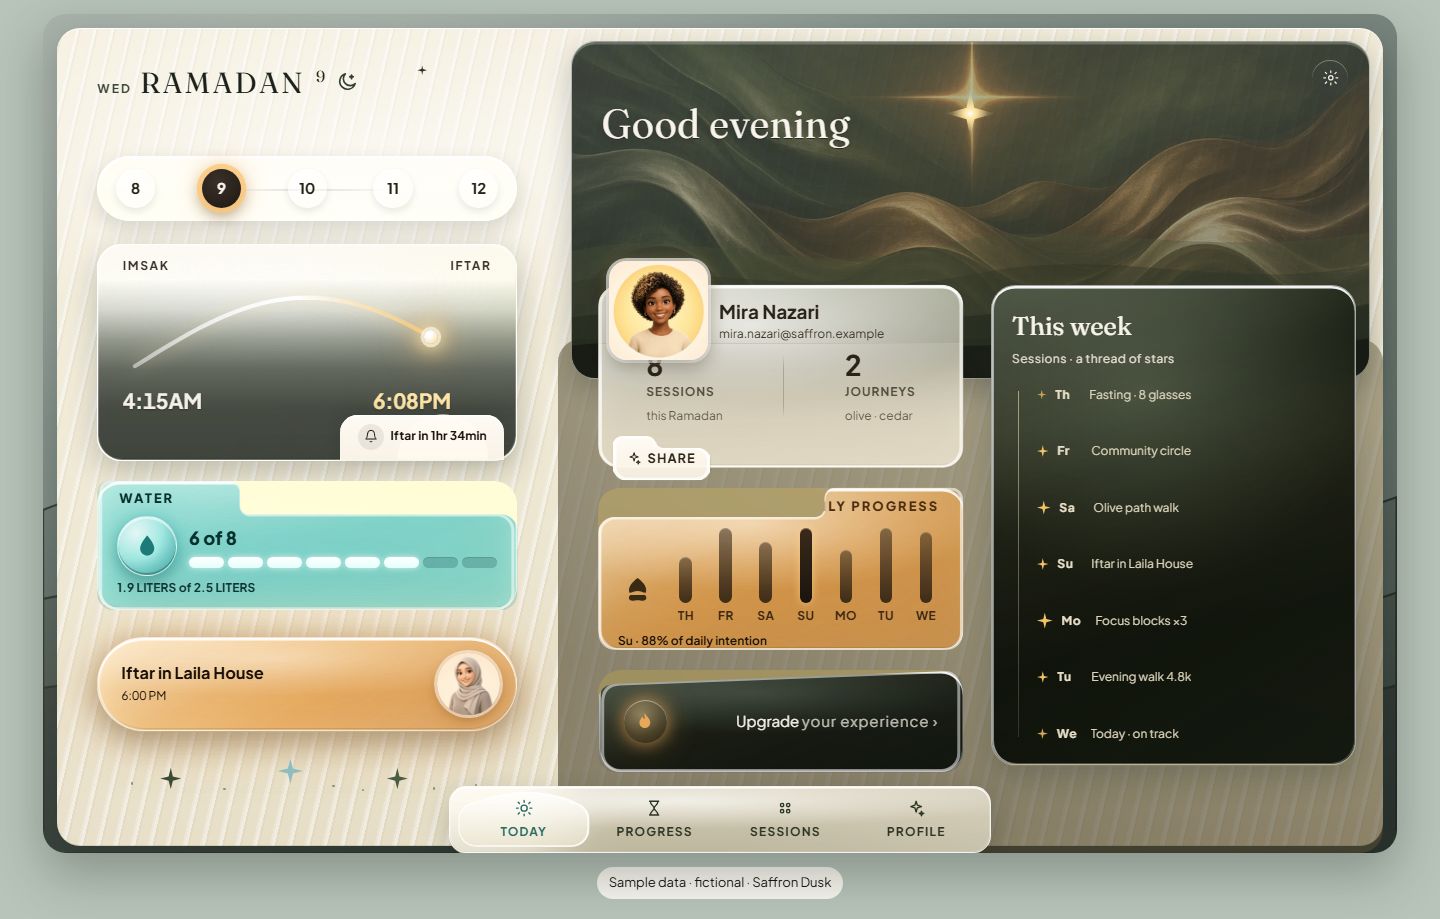 WED RAMADAN 9
8 9 10 11 12
IMSAK IFTAR
4:15AM 6:08PM
Iftar in 1hr 34min
WATER
6 of 8
1.9 LITERS of 2.5 LITERS
Iftar in Laila House
6:00 PM
Good evening
Mira Nazari
mira.nazari@saffron.example
8 2
SESSIONS JOURNEYS
this Ramadan olive · cedar
SHARE
LY PROGRESS
TH FR SA SU MO TU WE
Su · 88% of daily intention
Upgrade your experience ›
This week
Sessions · a thread of stars
Th Fasting · 8 glasses
Fr Community circle
Sa Olive path walk
Su Iftar in Laila House
Mo Focus blocks ×3
Tu Evening walk 4.8k
We Today · on track
TODAY PROGRESS SESSIONS PROFILE
Sample data · fictional · Saffron Dusk